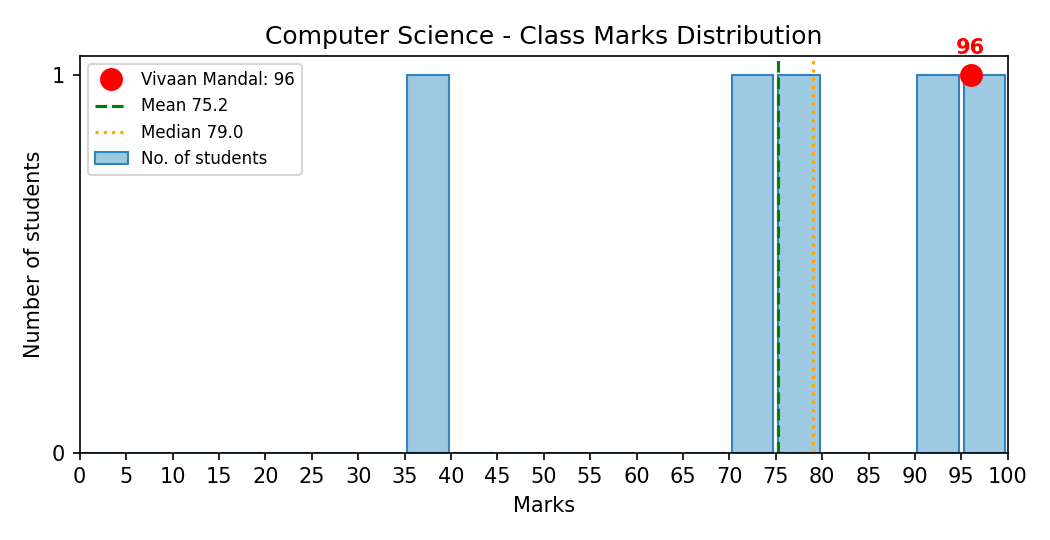 Computer Science - Class Marks Distribution
96
Vivaan Mandal: 96
Mean 75.2
Median 79.0
No. of students
Number of students
1
0
0 5 10 15 20 25 30 35 40 45 50 55 60 65 70 75 80 85 90 95 100
Marks